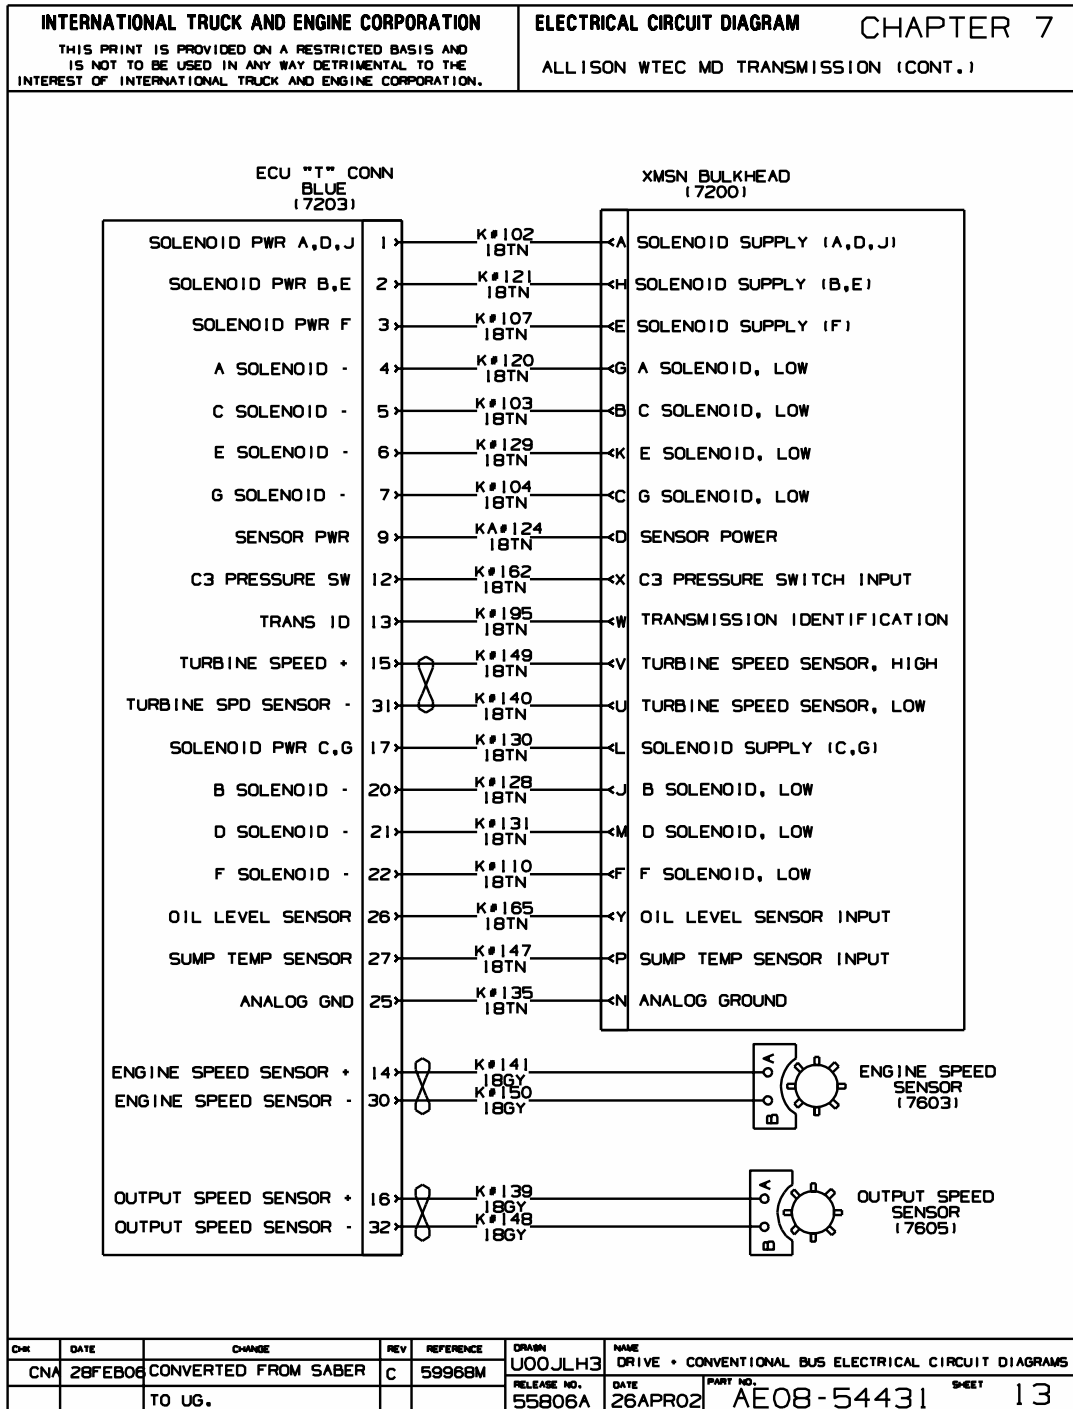 INTERNATIONAL TRUCK AND ENGINE CORPORATION
THIS PRINT IS PROVIDED ON A RESTRICTED BASIS AND
IS NOT TO BE USED IN ANY WAY DETRIMENTAL TO THE
INTEREST OF INTERNATIONAL TRUCK AND ENGINE CORPORATION.
ELECTRICAL CIRCUIT DIAGRAM CHAPTER 7
ALLISON WTEC MD TRANSMISSION (CONT.)
ECU "T" CONN
BLUE
(7203)
XMSN BULKHEAD
(7200)
SOLENOID PWR A,D,J 1 K#102 A SOLENOID SUPPLY (A,D,J)
18TN
SOLENOID PWR B,E 2 K#121 H SOLENOID SUPPLY (B,E)
18TN
SOLENOID PWR F 3 K#107 E SOLENOID SUPPLY (F)
18TN
A SOLENOID - 4 K#120 G A SOLENOID, LOW
18TN
C SOLENOID - 5 K#103 B C SOLENOID, LOW
18TN
E SOLENOID - 6 K#129 K E SOLENOID, LOW
18TN
G SOLENOID - 7 K#104 C G SOLENOID, LOW
18TN
SENSOR PWR 9 KA#124 D SENSOR POWER
18TN
C3 PRESSURE SW 12 K#162 X C3 PRESSURE SWITCH INPUT
18TN
TRANS ID 13 K#195 W TRANSMISSION IDENTIFICATION
18TN
TURBINE SPEED + 15 K#149 V TURBINE SPEED SENSOR, HIGH
18TN
TURBINE SPD SENSOR - 31 K#140 U TURBINE SPEED SENSOR, LOW
18TN
SOLENOID PWR C,G 17 K#130 L SOLENOID SUPPLY (C,G)
18TN
B SOLENOID - 20 K#128 J B SOLENOID, LOW
18TN
D SOLENOID - 21 K#131 M D SOLENOID, LOW
18TN
F SOLENOID - 22 K#110 F F SOLENOID, LOW
18TN
OIL LEVEL SENSOR 26 K#165 Y OIL LEVEL SENSOR INPUT
18TN
SUMP TEMP SENSOR 27 K#147 P SUMP TEMP SENSOR INPUT
18TN
ANALOG GND 25 K#135 N ANALOG GROUND
18TN
ENGINE SPEED SENSOR + 14 K#141 A
18GY
ENGINE SPEED SENSOR - 30 K#150 B
18GY
ENGINE SPEED
SENSOR
(7603)
OUTPUT SPEED SENSOR + 16 K#139 A
18GY
OUTPUT SPEED SENSOR - 32 K#148 B
18GY
OUTPUT SPEED
SENSOR
(7605)
CHK DATE CHANGE REV REFERENCE
CNA 28FEB06 CONVERTED FROM SABER C 59968M
TO UG.
DRAWN
U00JLH3
NAME
DRIVE + CONVENTIONAL BUS ELECTRICAL CIRCUIT DIAGRAMS
RELEASE NO.
55806A
DATE
26APR02
PART NO.
AE08-54431
SHEET
13